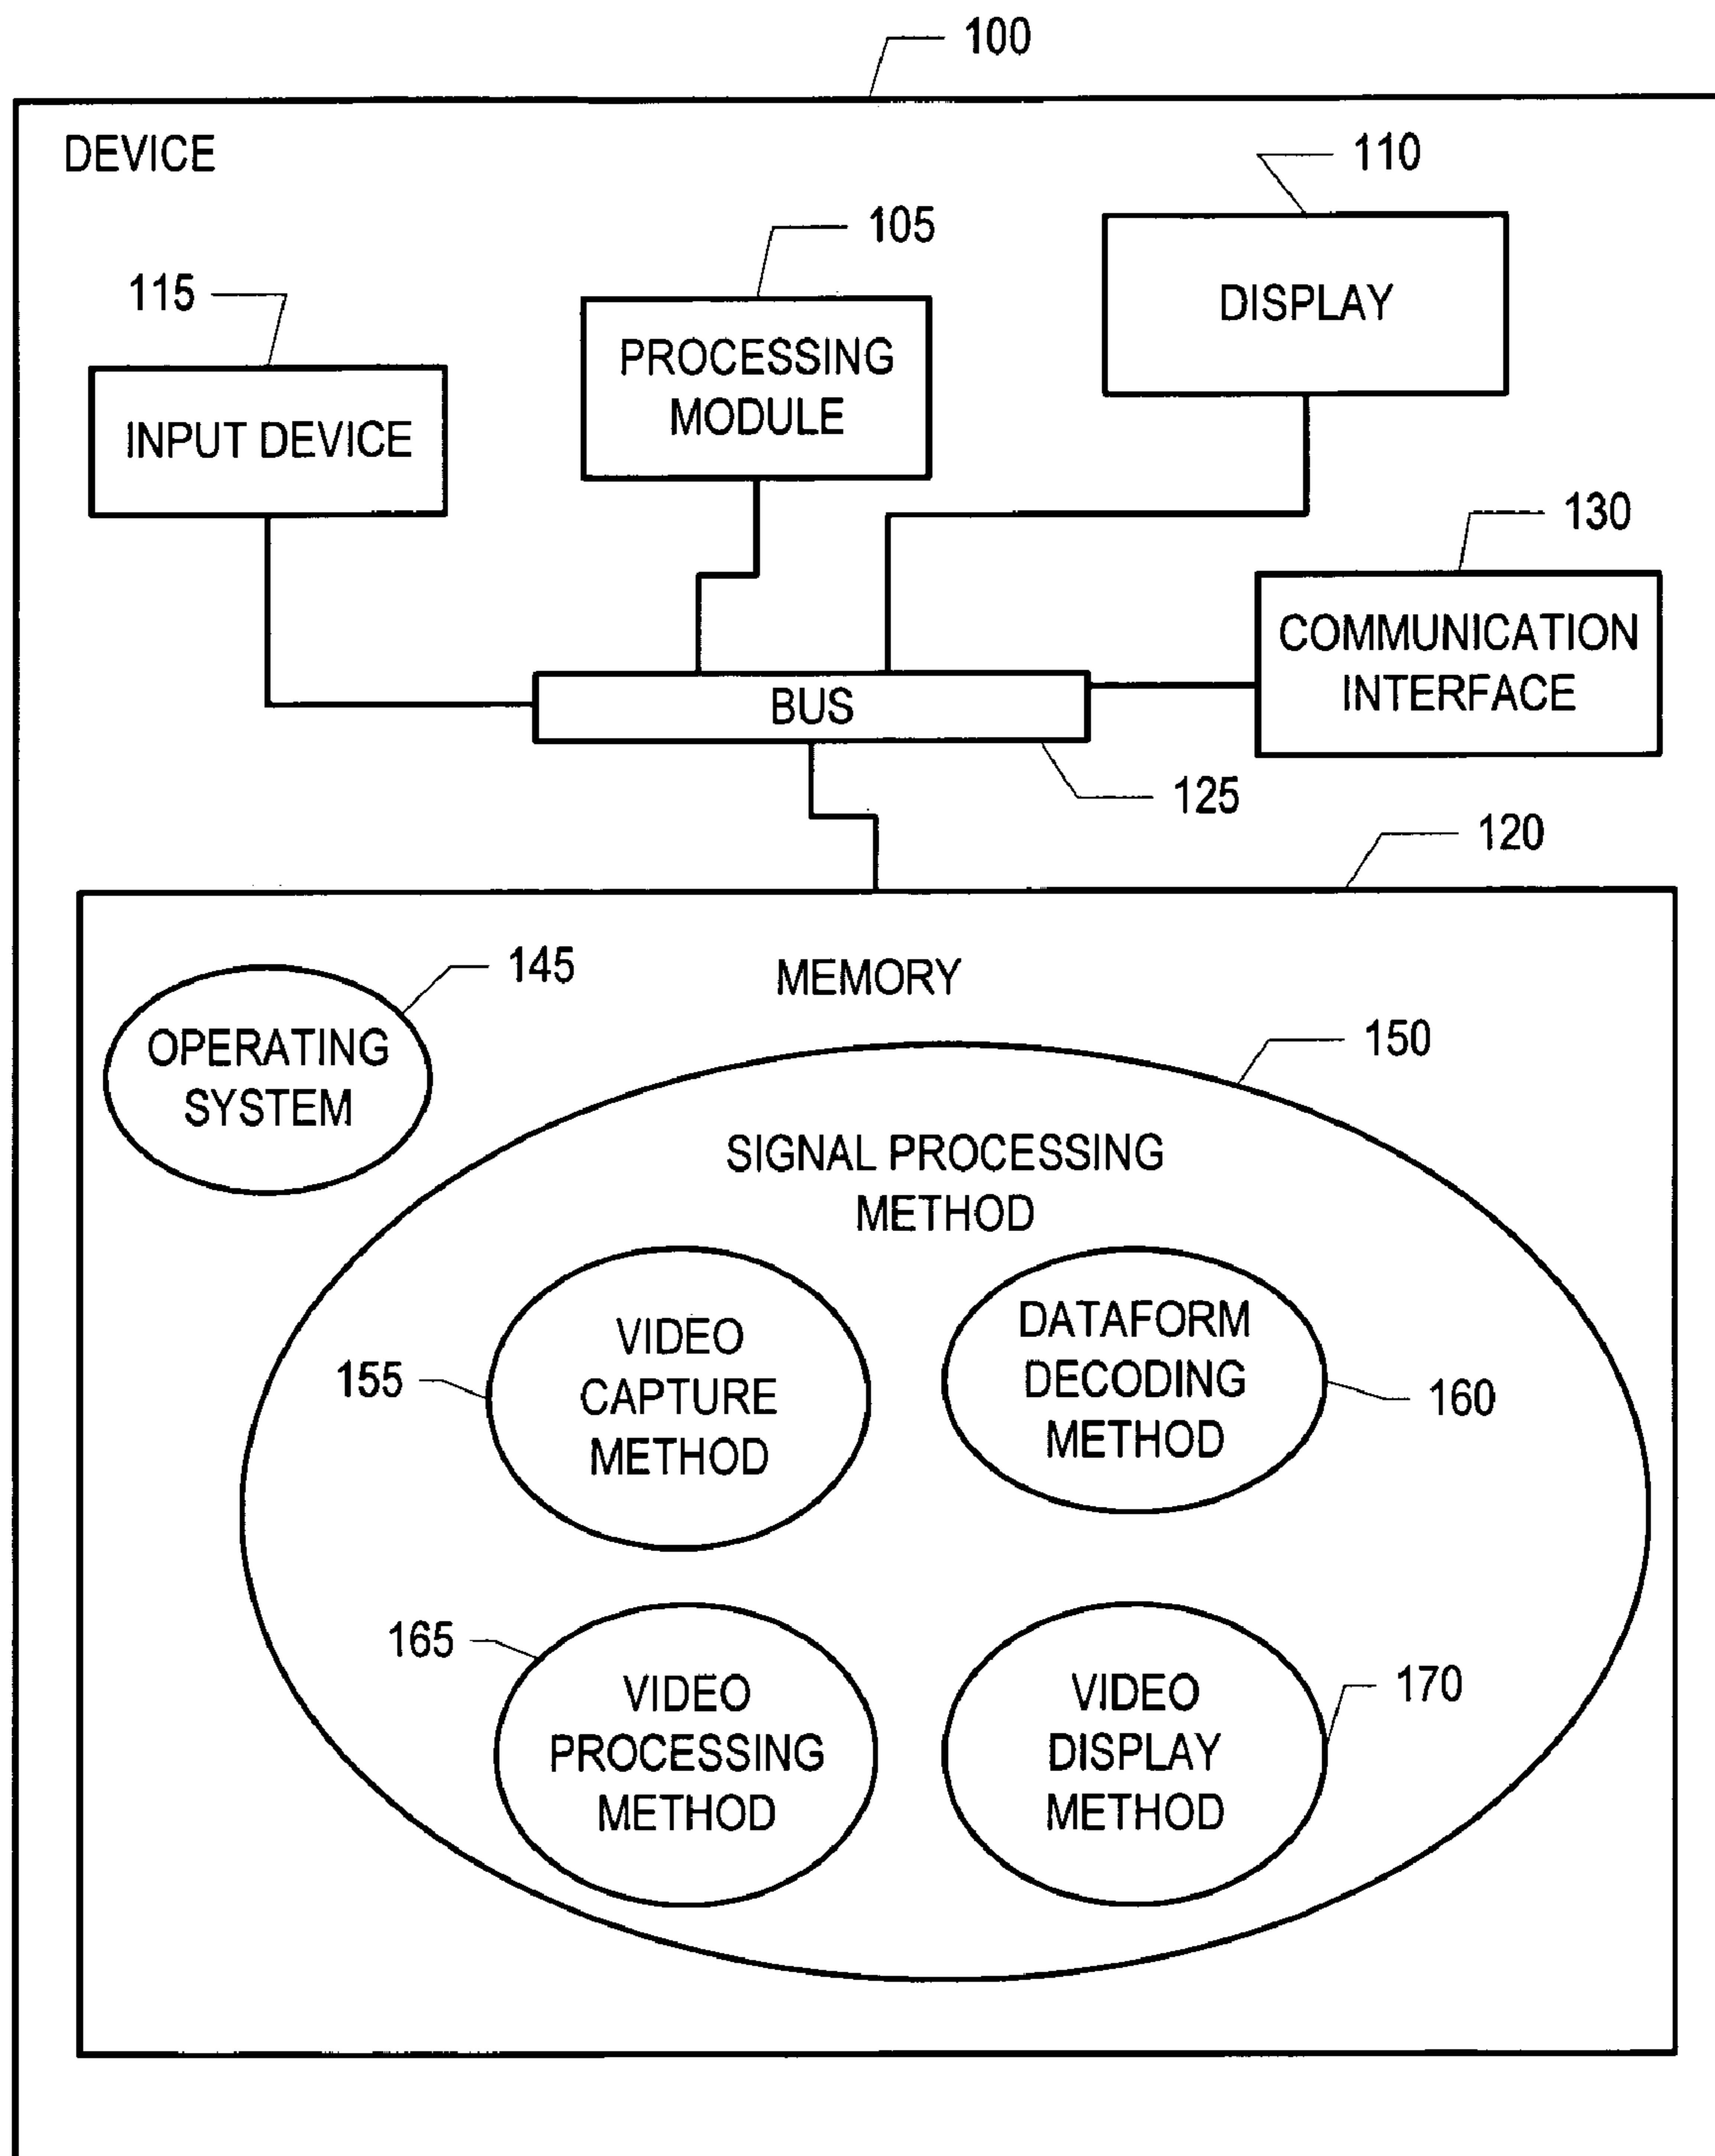 100
DEVICE
110
105
115
DISPLAY
PROCESSING
MODULE
INPUT DEVICE
130
COMMUNICATION
INTERFACE
BUS
125
120
MEMORY
145
OPERATING
SYSTEM
150
SIGNAL PROCESSING
METHOD
VIDEO
CAPTURE
METHOD
155
DATAFORM
DECODING
METHOD
160
165
VIDEO
PROCESSING
METHOD
VIDEO
DISPLAY
METHOD
170